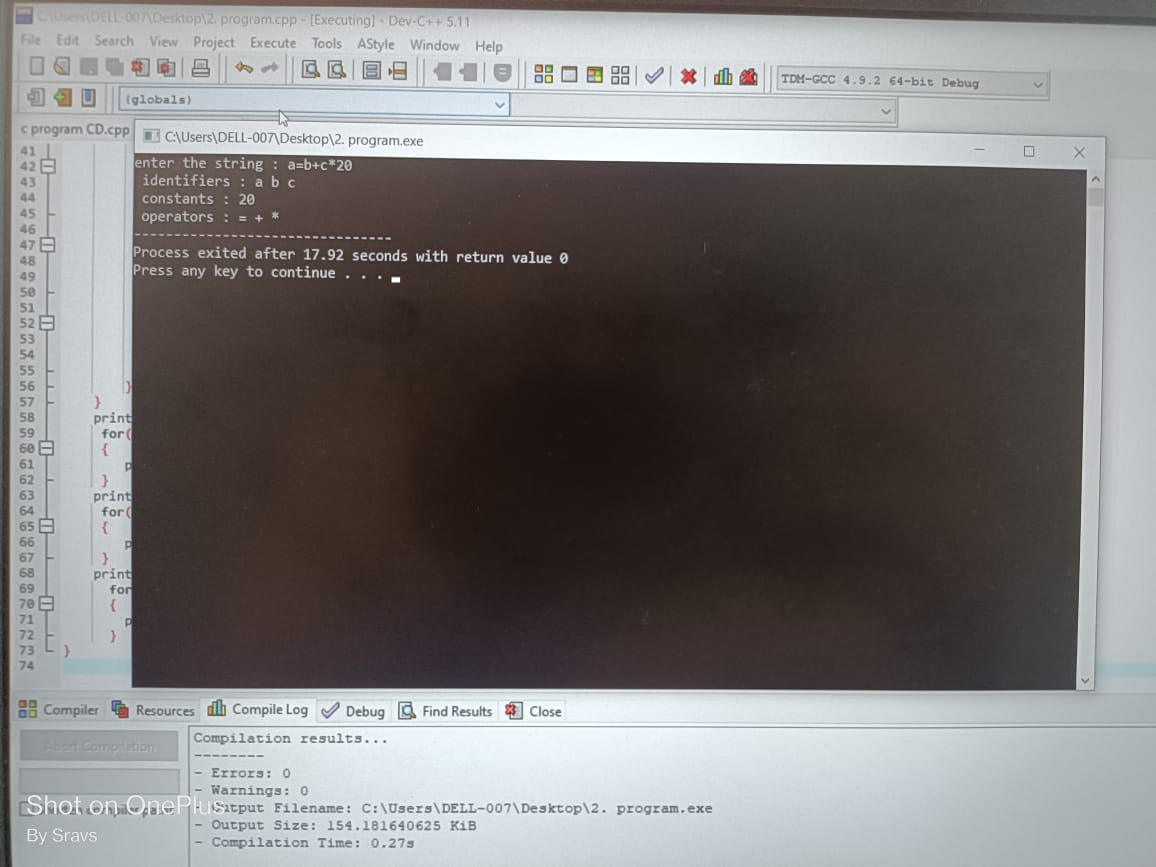 C:\Users\DELL-007\Desktop\2. program.cpp - [Executing] - Dev-C++ 5.11
File Edit Search View Project Execute Tools AStyle Window Help
TDM-GCC 4.9.2 64-bit Debug
(globals)
c program CD.cpp
C:\Users\DELL-007\Desktop\2. program.exe
enter the string : a=b+c*20
identifiers : a b c
constants : 20
operators : = + *
--------------------------------
Process exited after 17.92 seconds with return value 0
Press any key to continue . . .
41
42
43
44
45
46
47
48
49
50
51
52
53
54
55
56 }
57 }
58 print
59 for(
60 {
61 p
62 }
63 print
64 for(
65 {
66 p
67 }
68 print
69 for
70 {
71 p
72 }
73 }
74
Compiler Resources Compile Log Debug Find Results Close
Abort Compilation
Compilation results...
--------
- Errors: 0
- Warnings: 0
- Output Filename: C:\Users\DELL-007\Desktop\2. program.exe
- Output Size: 154.181640625 KiB
- Compilation Time: 0.27s
Shot on OnePlus
By Sravs